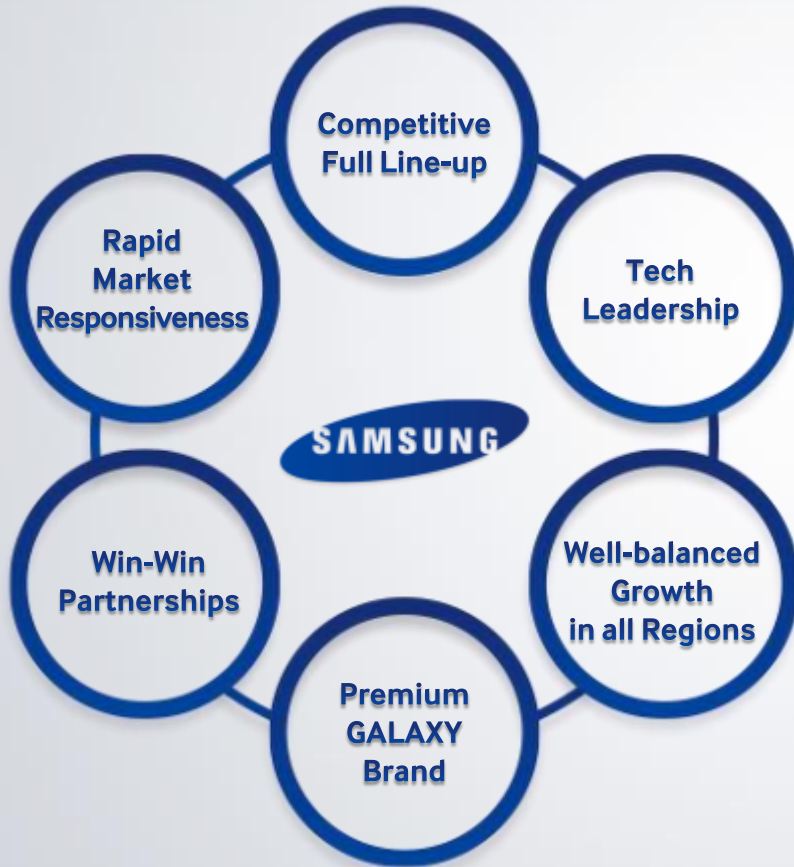 Competitive
Full Line-up
Tech
Leadership
Well-balanced
Growth
in all Regions
Premium
GALAXY
Brand
Win-Win
Partnerships
Rapid
Market
Responsiveness
SAMSUNG